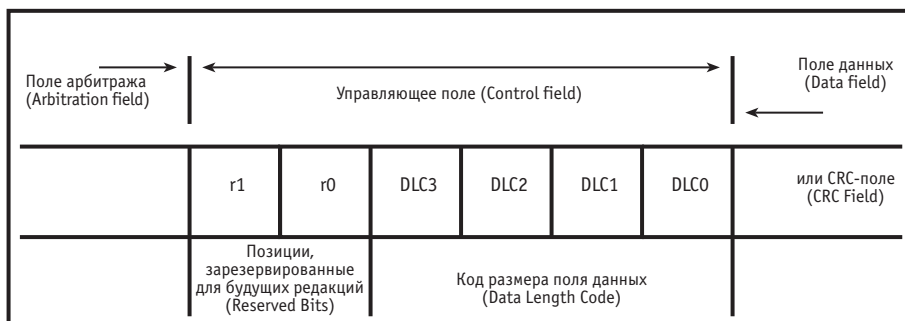 Поле арбитража
(Arbitration field)
Управляющее поле (Control field)
Поле данных
(Data field)
r1
r0
DLC3
DLC2
DLC1
DLC0
или CRC-поле
(CRC Field)
Позиции,
зарезервированные
для будущих редакций
(Reserved Bits)
Код размера поля данных
(Data Length Code)